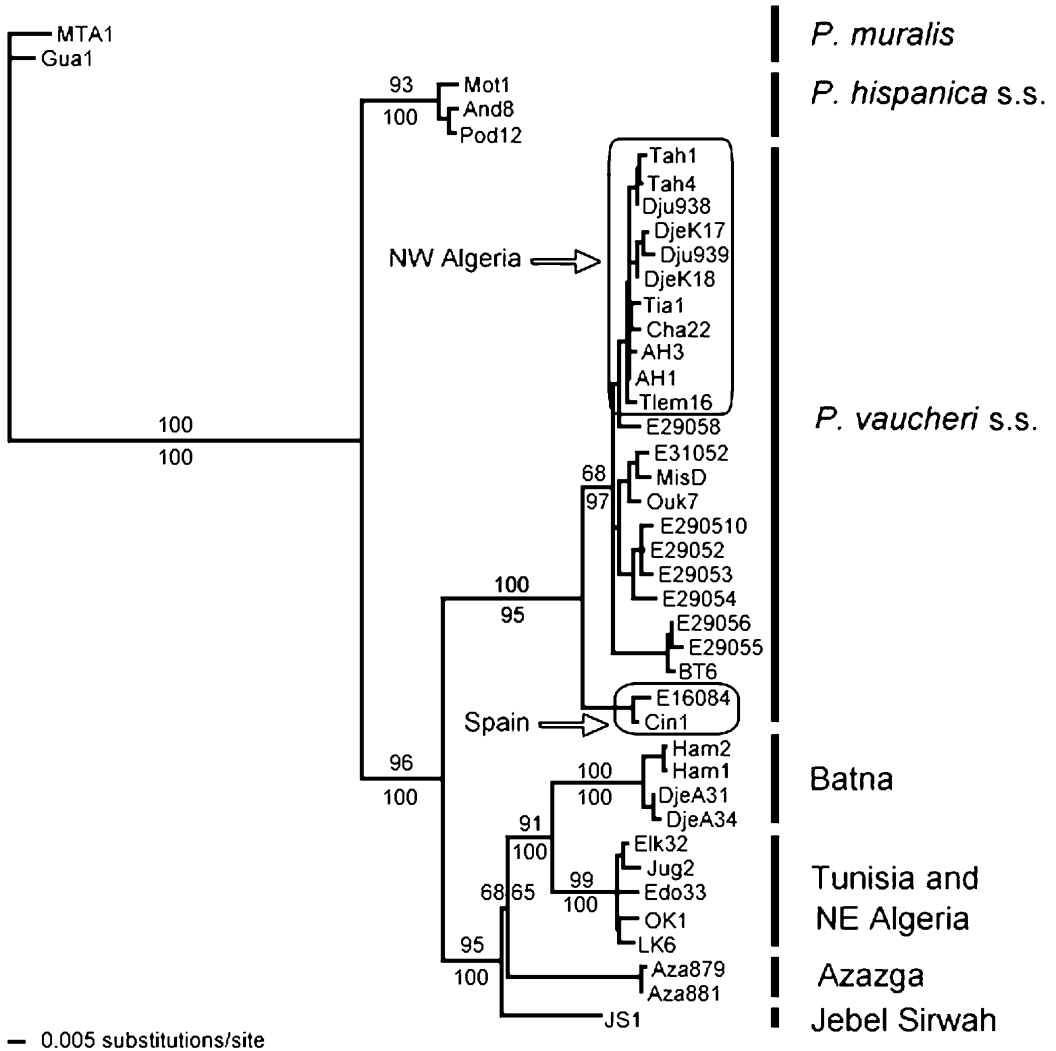 MTA1
Gua1
P. muralis
93
100
Mot1
And8
Pod12
P. hispanica s.s.
Tah1
Tah4
Dju938
DjeK17
Dju939
DjeK18
Tia1
Cha22
AH3
AH1
Tlem16
NW Algeria
E29058
E31052
MisD
Ouk7
E290510
E29052
E29053
E29054
E29056
E29055
BT6
E16084
Cin1
Spain
P. vaucheri s.s.
100
100
68
97
100
95
96
100
Ham2
Ham1
DjeA31
DjeA34
Batna
100
100
91
100
Elk32
Jug2
Edo33
OK1
LK6
Tunisia and
NE Algeria
99
100
68 65
95
100
Aza879
Aza881
Azazga
JS1
Jebel Sirwah
0.005 substitutions/site